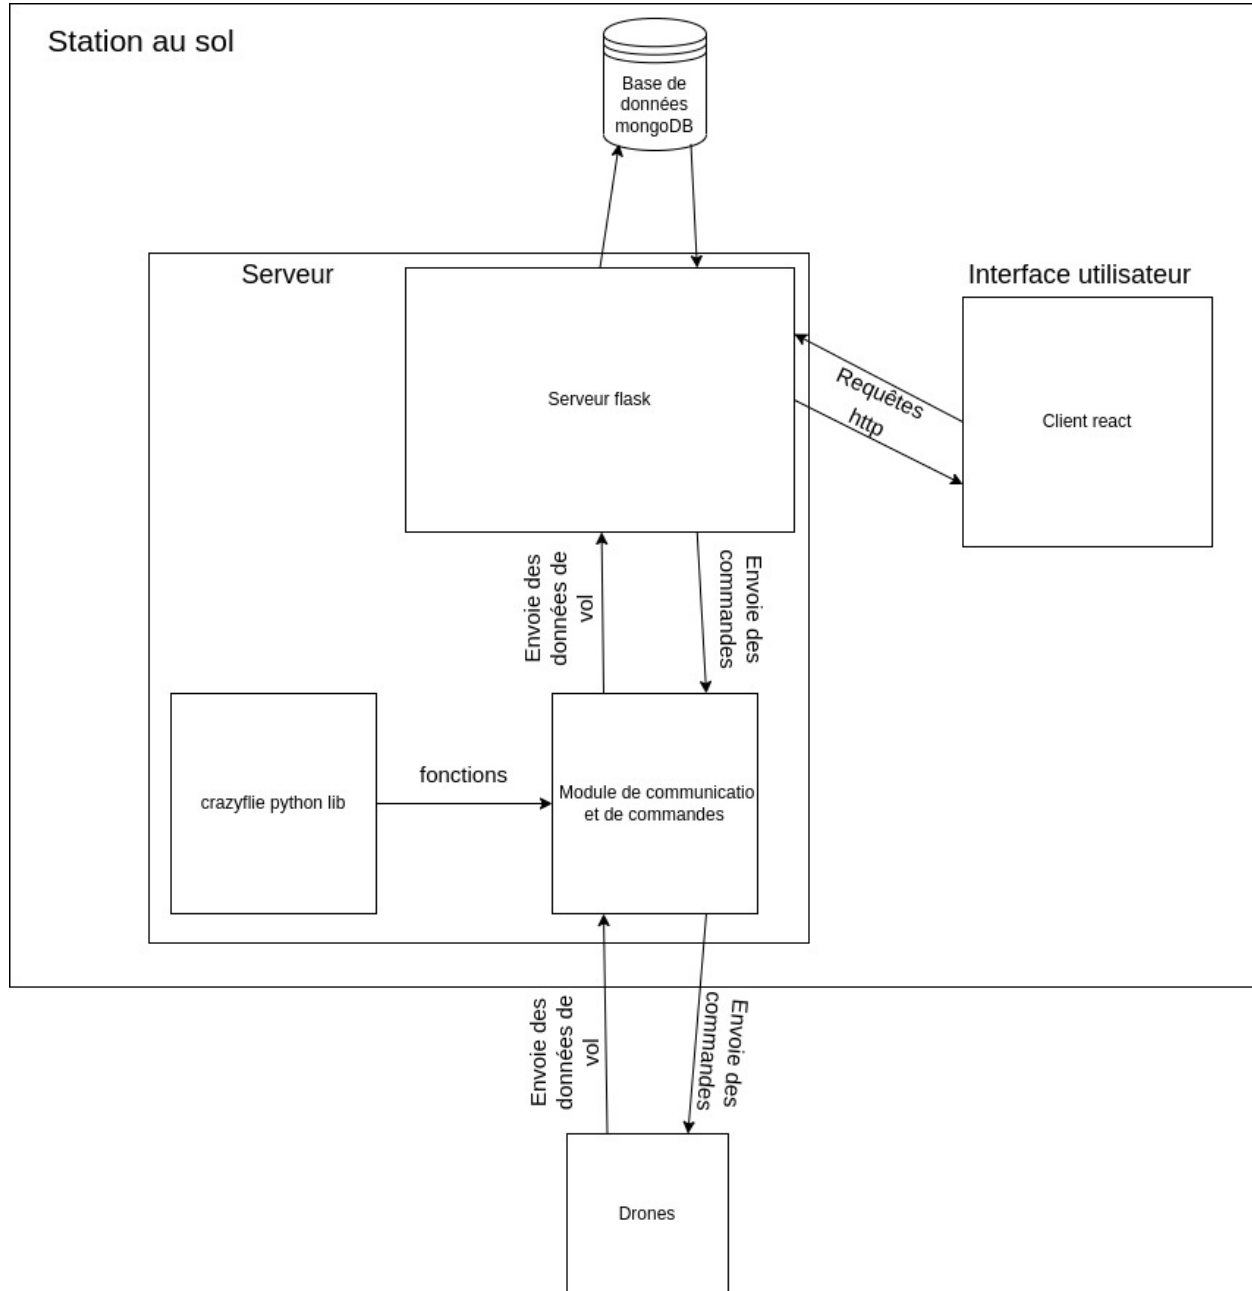 Station au sol
Base de
données
mongoDB
Serveur
Interface utilisateur
Serveur flask
Client react
Requêtes
http
Envoie des
données de
vol
Envoie des
commandes
crazyflie python lib
fonctions
Module de communicatio
et de commandes
Envoie des
données de
vol
Envoie des
commandes
Drones